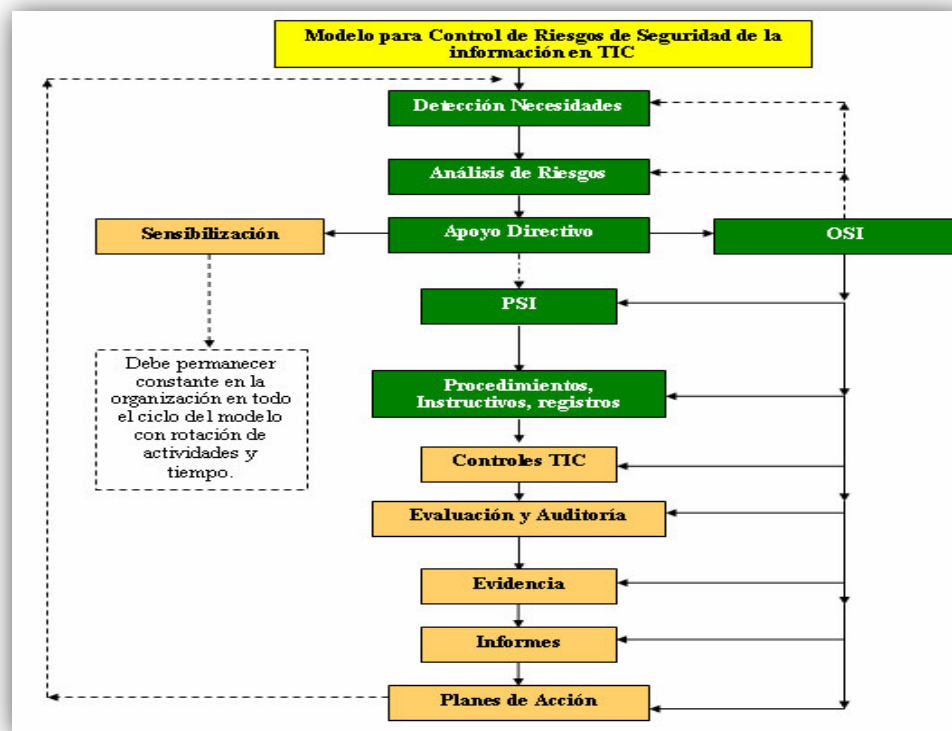 Modelo para Control de Riesgos de Seguridad de la
información en TIC
Detección Necesidades
Análisis de Riesgos
Sensibilización
Apoyo Directivo
OSI
PSI
Debe permanecer
constante en la
organización en todo
el ciclo del modelo
con rotación de
actividades y
tiempo.
Procedimientos,
Instructivos, registros
Controles TIC
Evaluación y Auditoría
Evidencia
Informes
Planes de Acción